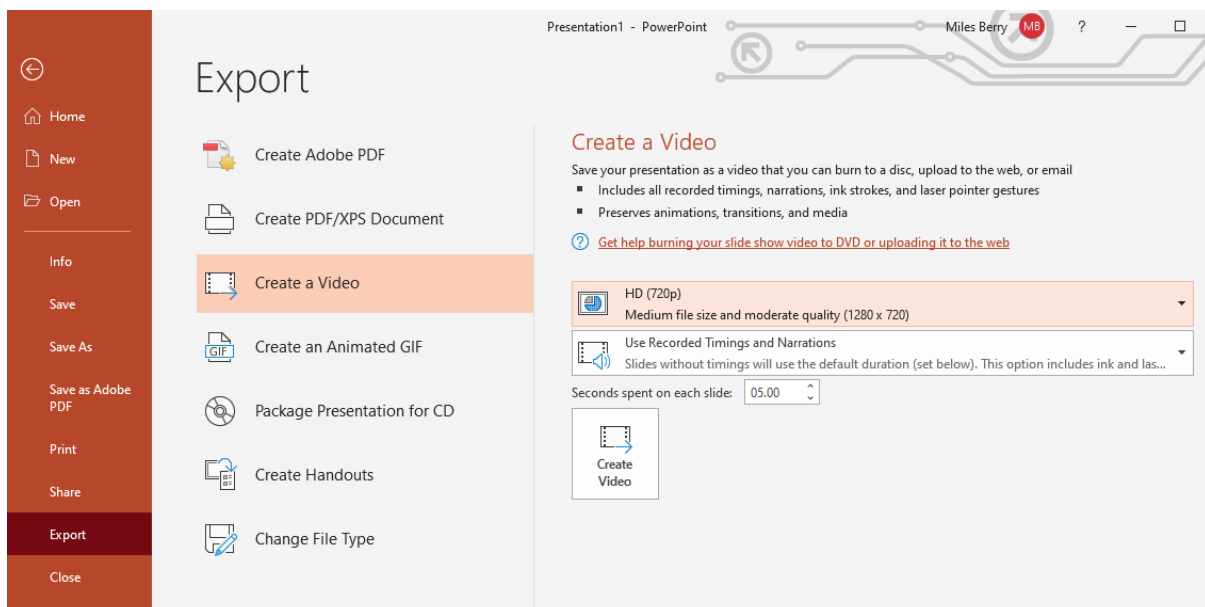 Presentation1 - PowerPoint
Miles Berry
MB
?
Export
Home
New
Open
Info
Save
Save As
Save as Adobe
PDF
Print
Share
Export
Close
Create Adobe PDF
Create PDF/XPS Document
Create a Video
GIF
Create an Animated GIF
Package Presentation for CD
Create Handouts
Change File Type
Create a Video
Save your presentation as a video that you can burn to a disc, upload to the web, or email
▪ Includes all recorded timings, narrations, ink strokes, and laser pointer gestures
▪ Preserves animations, transitions, and media
? Get help burning your slide show video to DVD or uploading it to the web
HD (720p)
Medium file size and moderate quality (1280 x 720)
Use Recorded Timings and Narrations
Slides without timings will use the default duration (set below). This option includes ink and las...
Seconds spent on each slide: 05.00
Create
Video